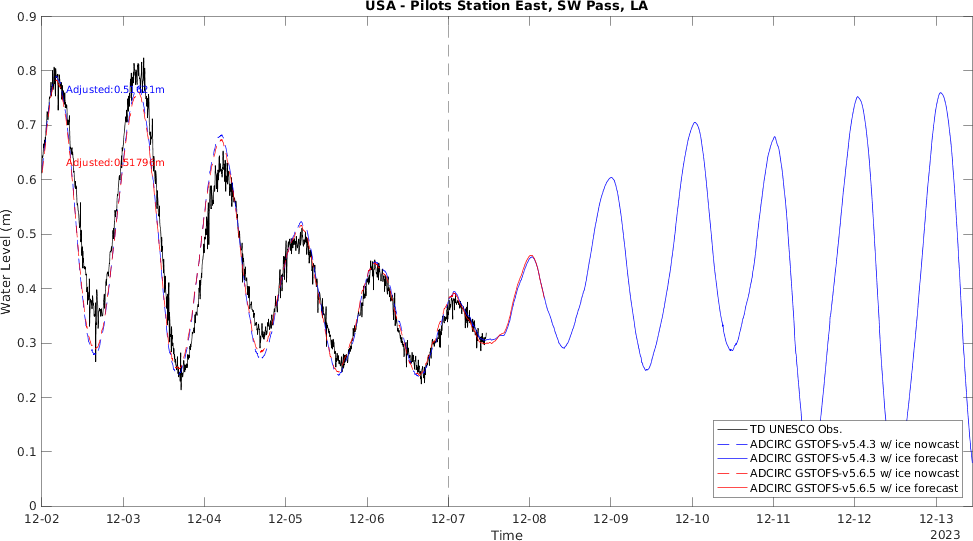 USA - Pilots Station East, SW Pass, LA
0.9
0.8
Adjusted:0.51621m
0.7
Adjusted:0.51796m
0.6
0.5
Water Level (m)
0.4
0.3
0.2
0.1
0
TD UNESCO Obs.
ADCIRC GSTOFS-v5.4.3 w/ ice nowcast
ADCIRC GSTOFS-v5.4.3 w/ ice forecast
ADCIRC GSTOFS-v5.6.5 w/ ice nowcast
ADCIRC GSTOFS-v5.6.5 w/ ice forecast
12-02 12-03 12-04 12-05 12-06 12-07 12-08 12-09 12-10 12-11 12-12 12-13
Time
2023